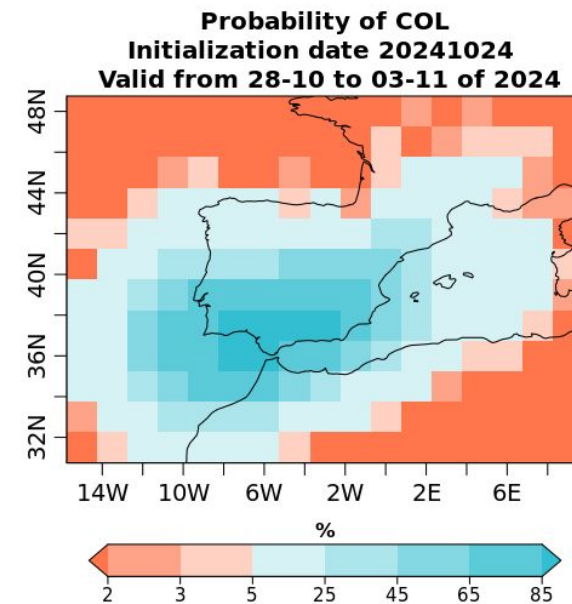 Probability of COL
Initialization date 20241024
Valid from 28-10 to 03-11 of 2024
48N
44N
40N
36N
32N
14W 10W 6W 2W 2E 6E
%
2 3 5 25 45 65 85